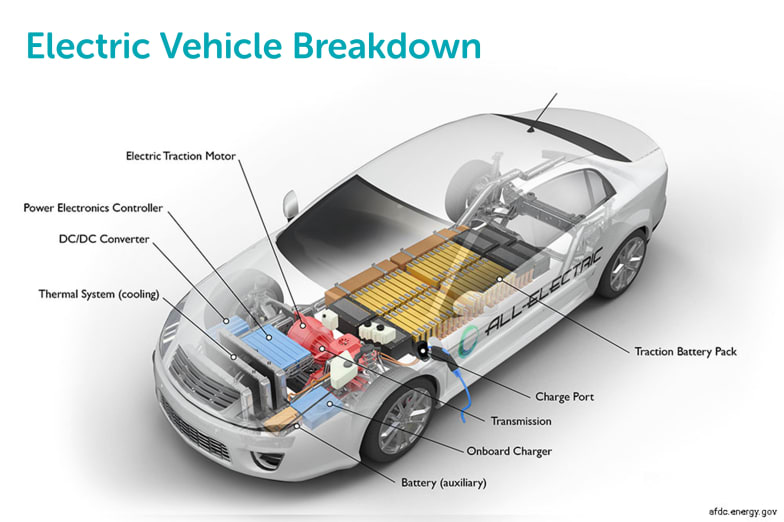 Electric Vehicle Breakdown
Electric Traction Motor
Power Electronics Controller
DC/DC Converter
Thermal System (cooling)
ALL-ELECTRIC
Traction Battery Pack
Charge Port
Transmission
Onboard Charger
Battery (auxiliary)
afdc.energy.gov